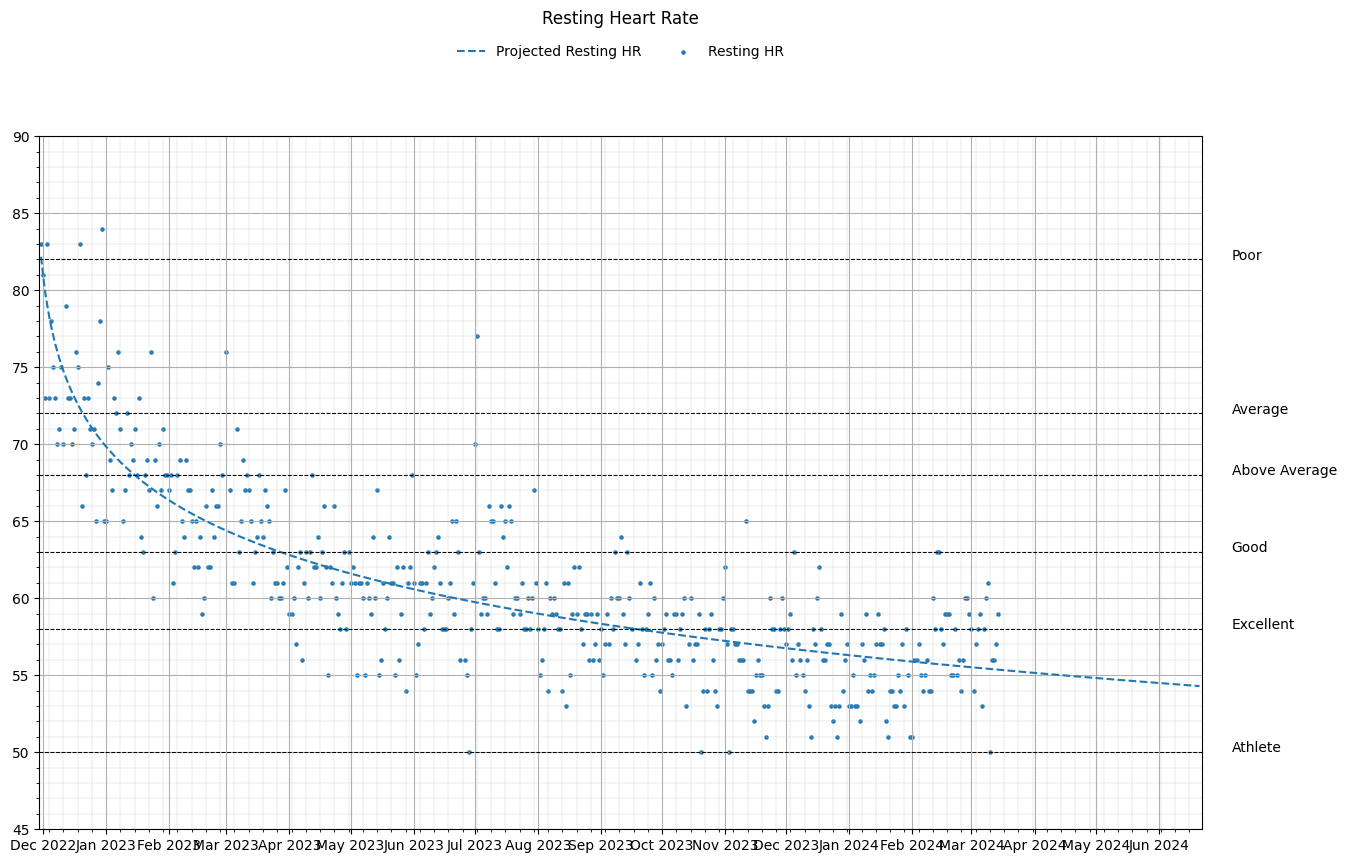 Resting Heart Rate
Projected Resting HR Resting HR
90
85
80
75
70
65
60
55
50
45
Poor
Average
Above Average
Good
Excellent
Athlete
Dec 2022 Jan 2023 Feb 2023 Mar 2023 Apr 2023 May 2023 Jun 2023 Jul 2023 Aug 2023 Sep 2023 Oct 2023 Nov 2023 Dec 2023 Jan 2024 Feb 2024 Mar 2024 Apr 2024 May 2024 Jun 2024